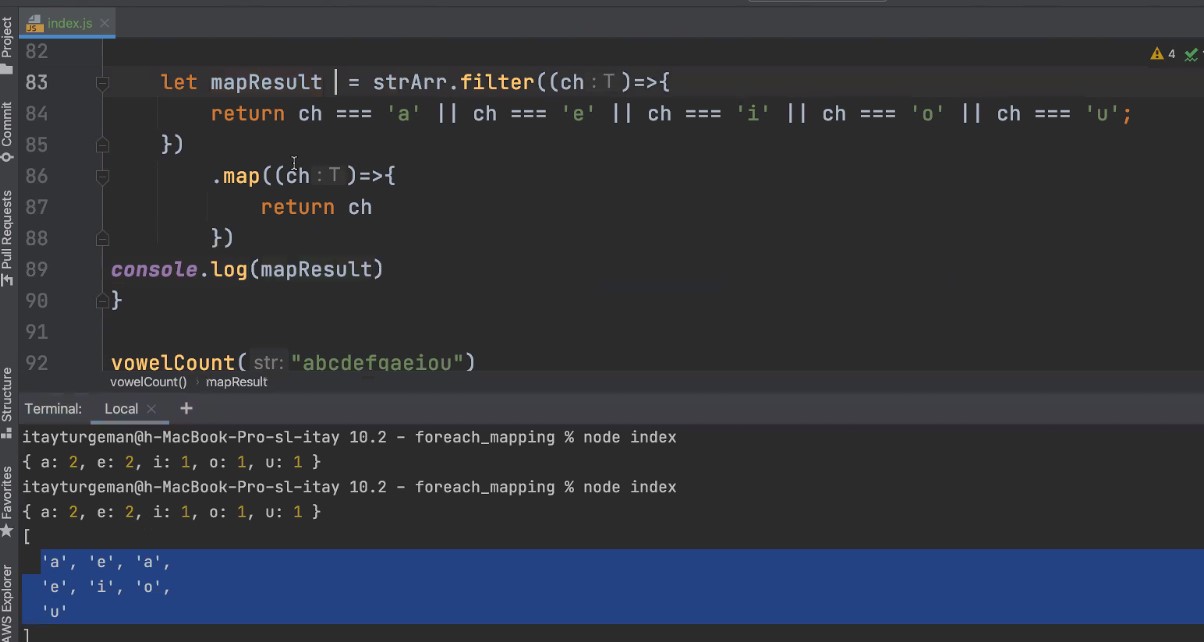 index.js
82
4
83 let mapResult = strArr.filter((ch : T )=>{
84 return ch === 'a' || ch === 'e' || ch === 'i' || ch === 'o' || ch === 'u';
85 })
86 .map((ch : T )=>{
87 return ch
88 })
89 console.log(mapResult)
90 }
91
92 vowelCount( str: "abcdefgaeiou")
vowelCount() › mapResult
Terminal: Local × +
itayturgeman@h-MacBook-Pro-sl-itay 10.2 - foreach_mapping % node index
{ a: 2, e: 2, i: 1, o: 1, u: 1 }
itayturgeman@h-MacBook-Pro-sl-itay 10.2 - foreach_mapping % node index
{ a: 2, e: 2, i: 1, o: 1, u: 1 }
[
'a', 'e', 'a',
'e', 'i', 'o',
'u'
]
Project
Commit
Pull Requests
Structure
Favorites
AWS Explorer
JS